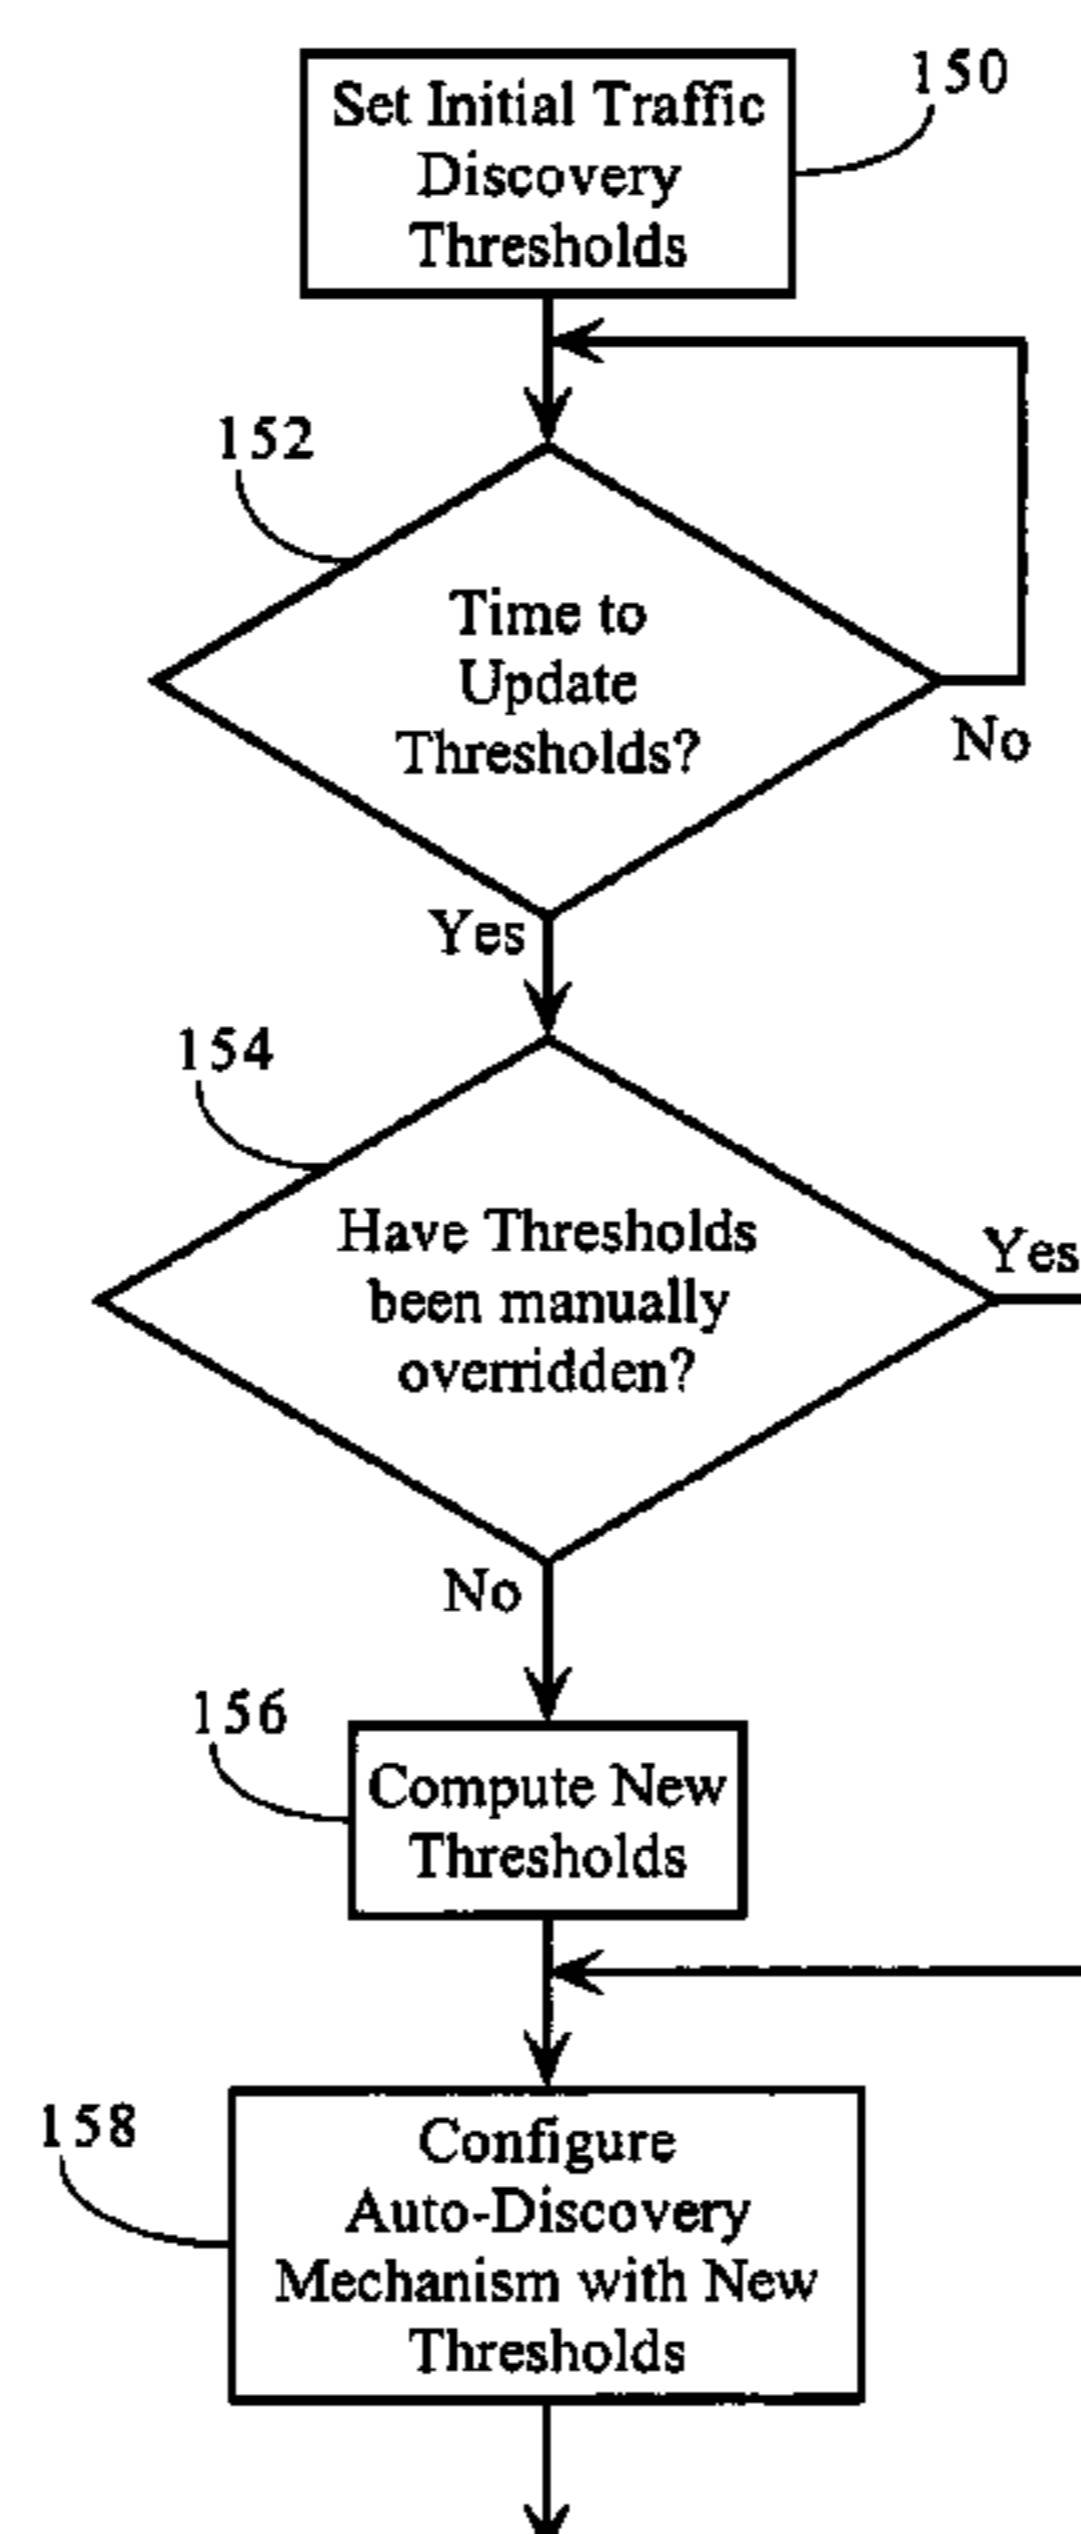 Set Initial Traffic
Discovery
Thresholds
150
152
Time to
Update
Thresholds?
No
Yes
154
Have Thresholds
been manually
overridden?
Yes
No
156
Compute New
Thresholds
158
Configure
Auto-Discovery
Mechanism with New
Thresholds